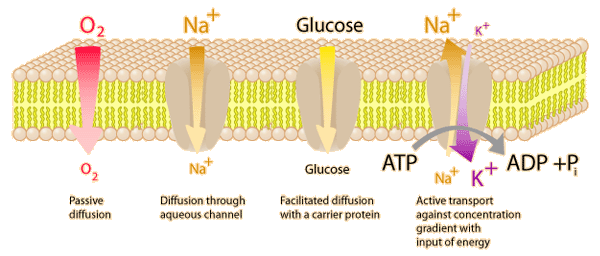 O₂ Na⁺ Glucose Na⁺ K⁺
ATP ADP +Pᵢ
O₂ Na⁺ Glucose Na⁺ K⁺
Passive
diffusion
Diffusion through
aqueous channel
Facilitated diffusion
with a carrier protein
Active transport
against concentration
gradient with
input of energy